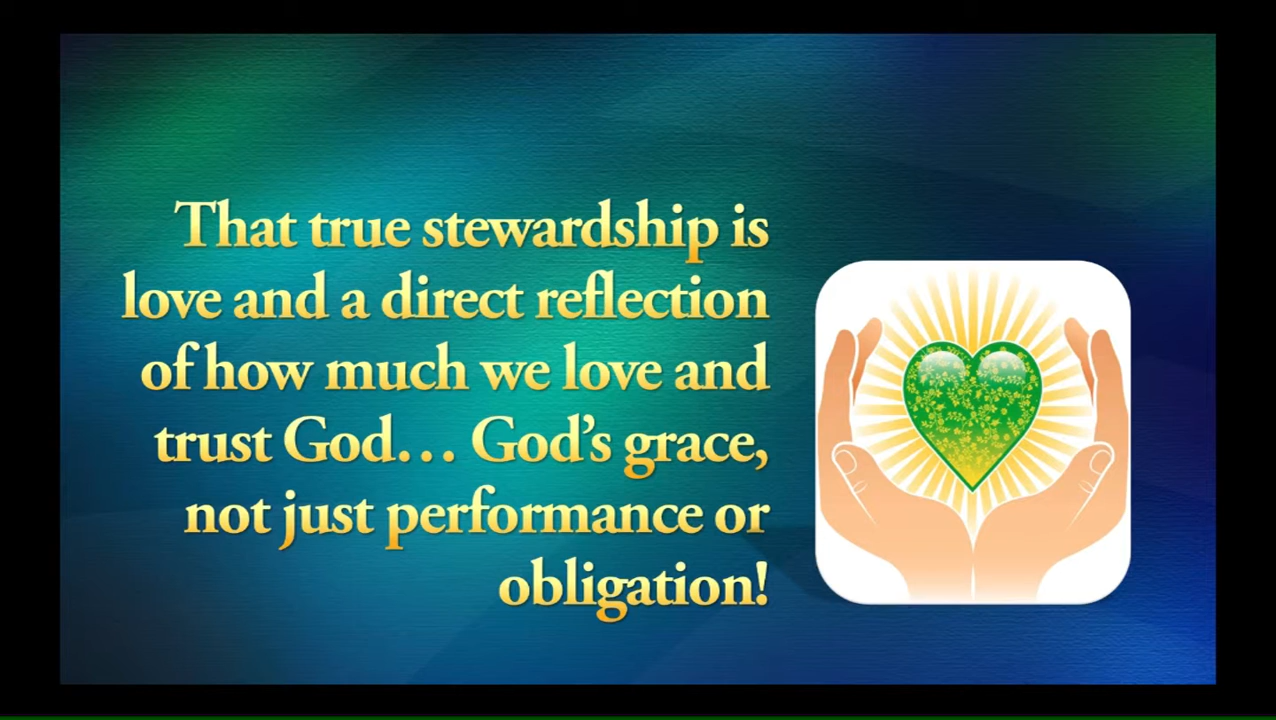 That true stewardship is
love and a direct reflection
of how much we love and
trust God… God’s grace,
not just performance or
obligation!